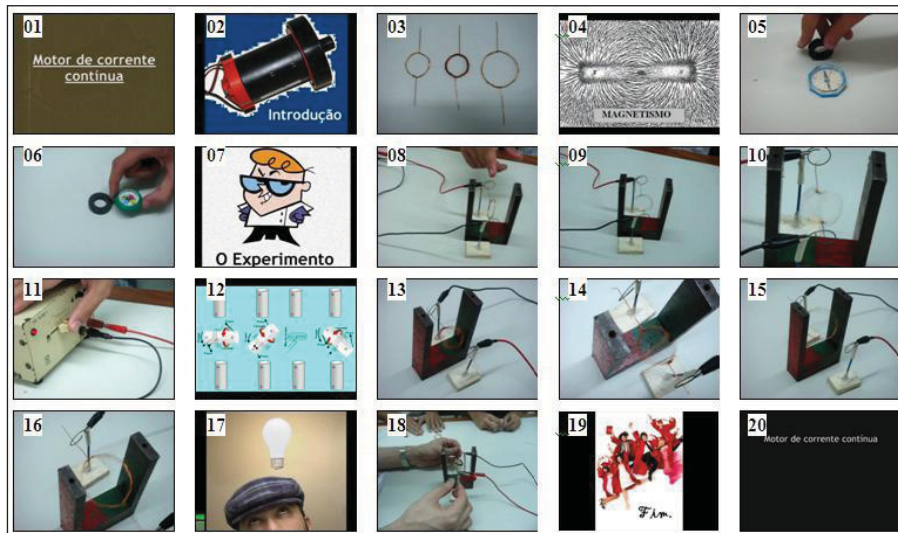 01
Motor de corrente
contínua
02
Introdução
03
04
MAGNETISMO
05
06
07
O Experimento
08
09
10
11
12
13
14
15
16
17
18
19
Fim.
20
Motor de corrente contínua